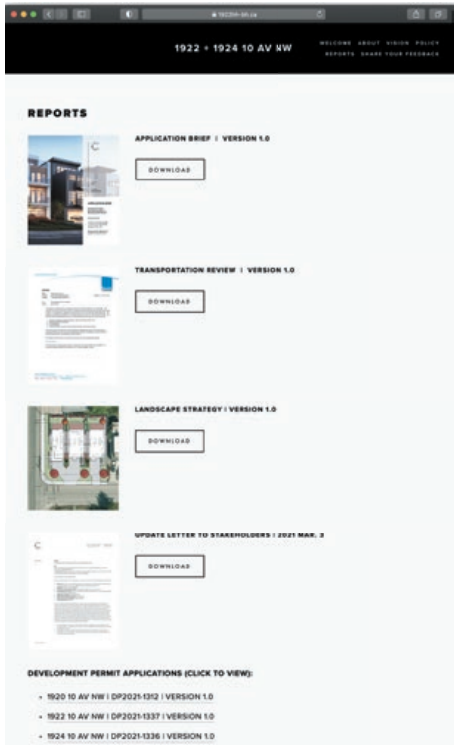 1922 + 1924 10 AV NW
WELCOME ABOUT VISION POLICY
REPORTS SHARE YOUR FEEDBACK
REPORTS
APPLICATION BRIEF | VERSION 1.0
DOWNLOAD
TRANSPORTATION REVIEW | VERSION 1.0
DOWNLOAD
LANDSCAPE STRATEGY | VERSION 1.0
DOWNLOAD
UPDATE LETTER TO STAKEHOLDERS | 2021 MAR. 3
DOWNLOAD
DEVELOPMENT PERMIT APPLICATIONS (CLICK TO VIEW):
• 1920 10 AV NW | DP2021-1312 | VERSION 1.0
• 1922 10 AV NW | DP2021-1337 | VERSION 1.0
• 1924 10 AV NW | DP2021-1336 | VERSION 1.0